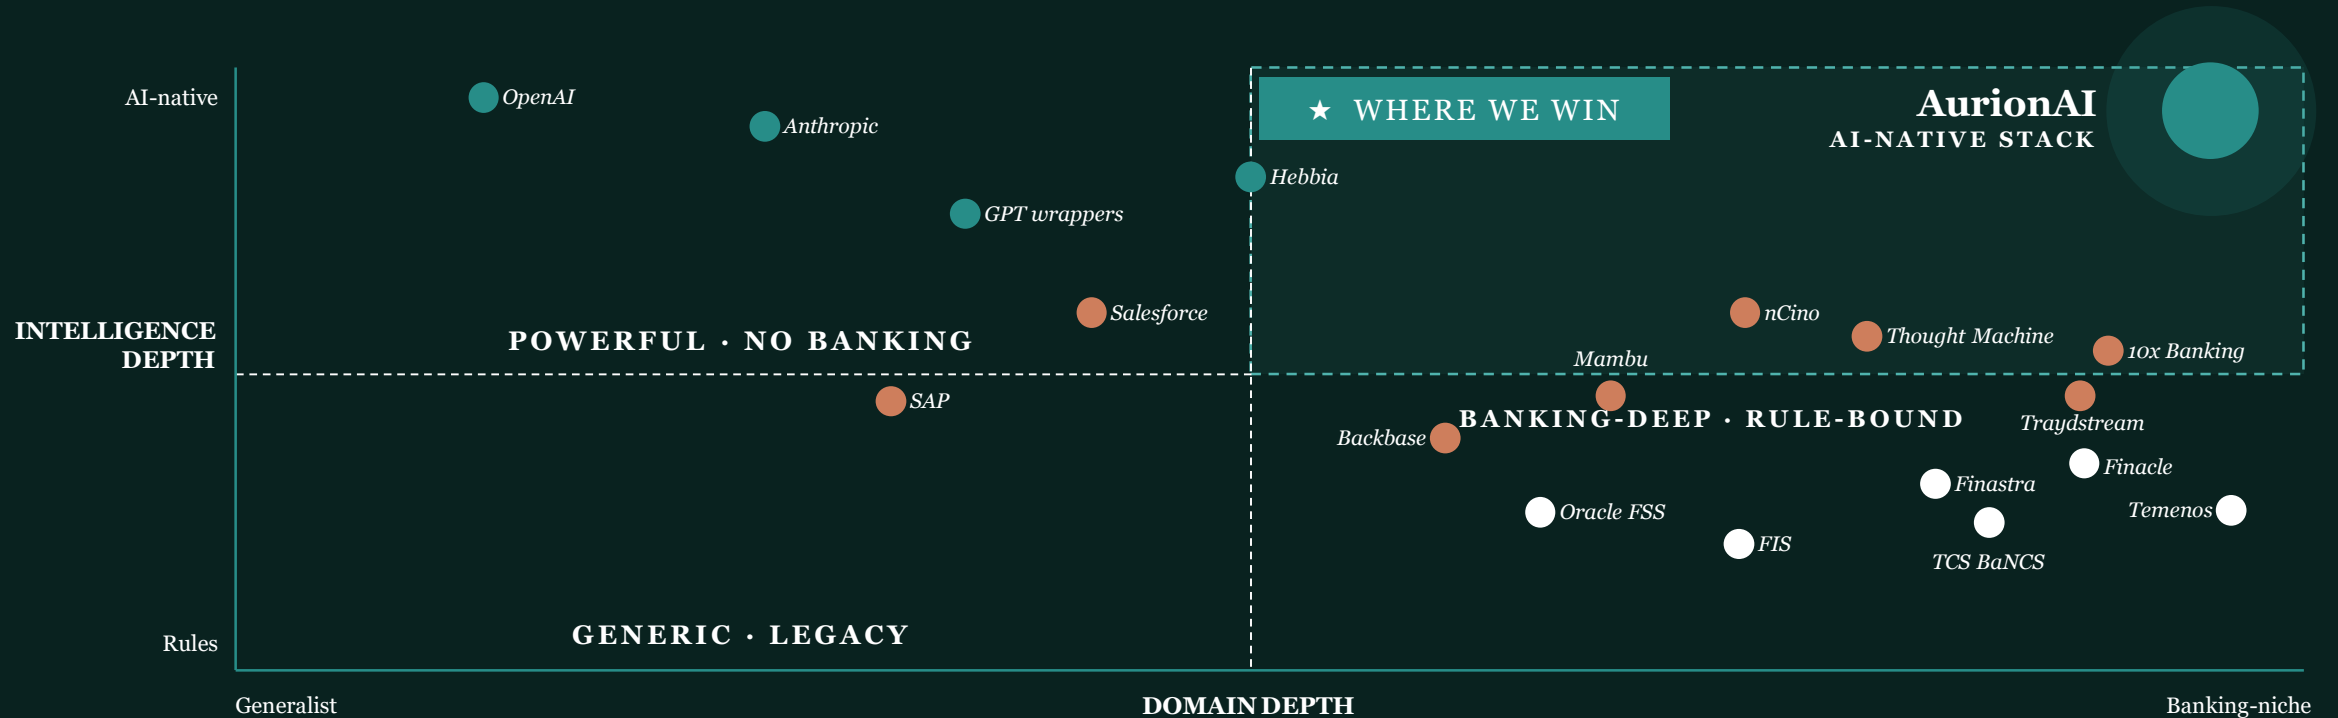 AI-native
OpenAI
Anthropic
★ WHERE WE WIN
AurionAI
AI-NATIVE STACK
Hebbia
GPT wrappers
Salesforce
nCino
INTELLIGENCE
DEPTH
POWERFUL · NO BANKING
Thought Machine
10x Banking
Mambu
SAP
BANKING-DEEP · RULE-BOUND
Traydstream
Backbase
Finacle
Finastra
Oracle FSS
Temenos
FIS
TCS BaNCS
GENERIC · LEGACY
Rules
Generalist
DOMAIN DEPTH
Banking-niche